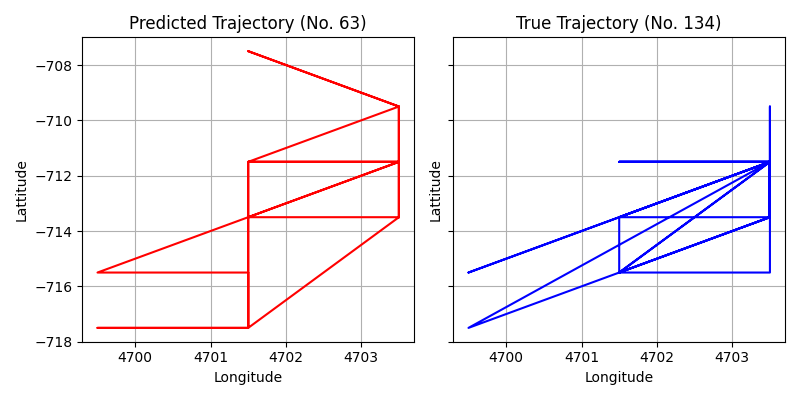 Predicted Trajectory (No. 63)
True Trajectory (No. 134)
Lattitude
−708
−710
−712
−714
−716
−718
4700
4701
4702
4703
Longitude
Lattitude
4700
4701
4702
4703
Longitude